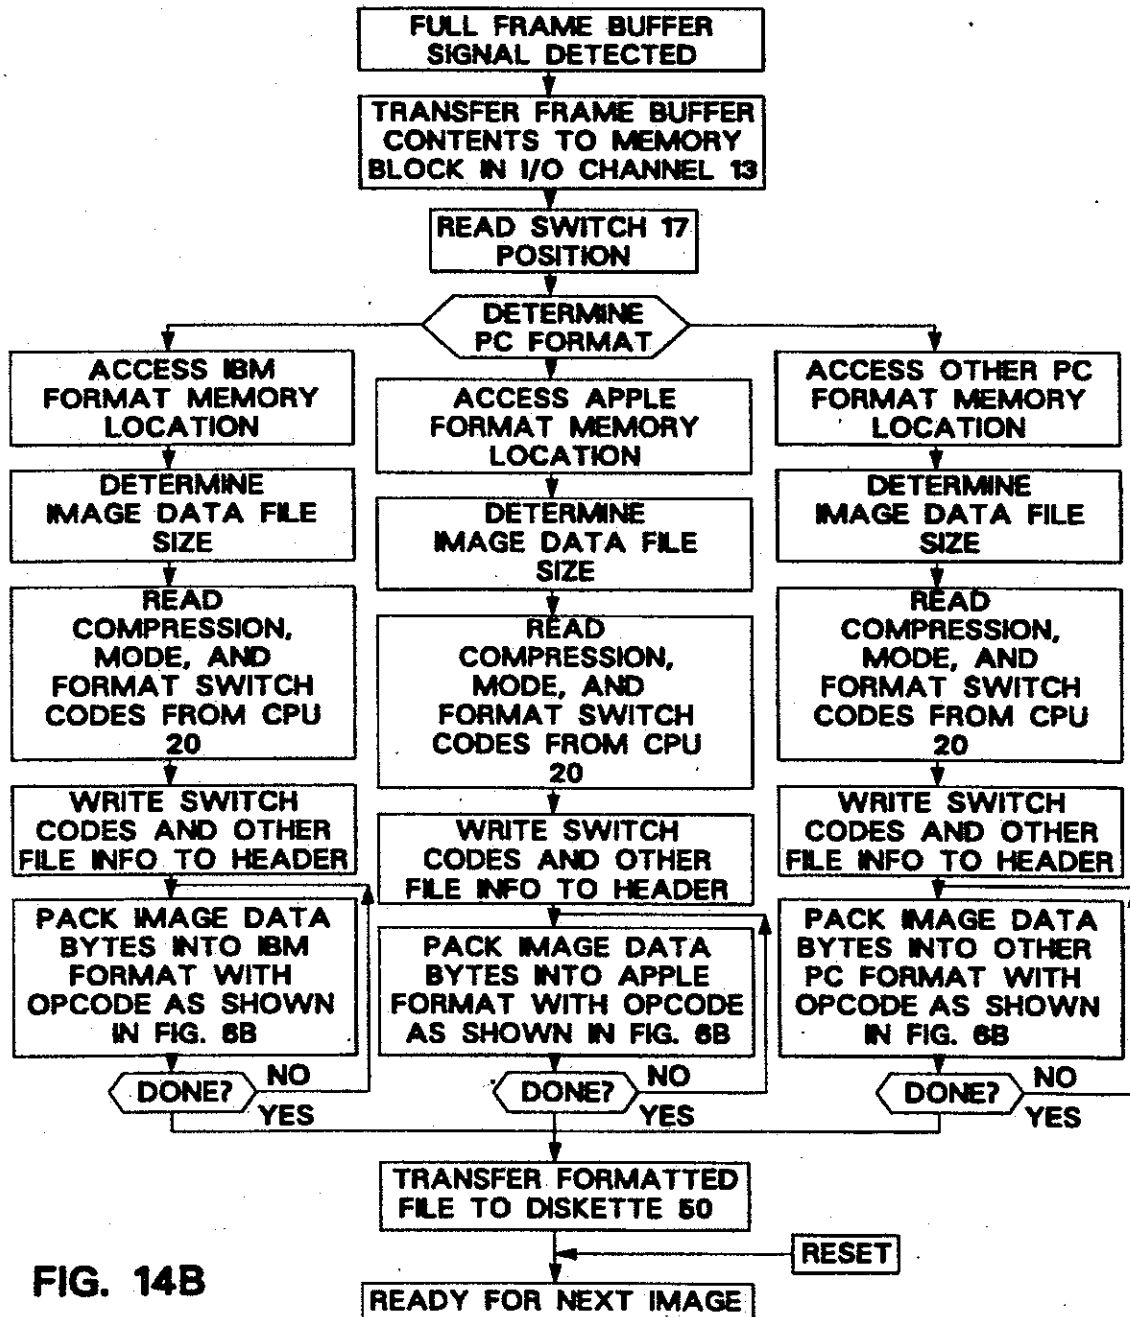 FULL FRAME BUFFER
SIGNAL DETECTED
TRANSFER FRAME BUFFER
CONTENTS TO MEMORY
BLOCK IN I/O CHANNEL 13
READ SWITCH 17
POSITION
DETERMINE
PC FORMAT
ACCESS IBM
FORMAT MEMORY
LOCATION
DETERMINE
IMAGE DATA FILE
SIZE
READ
COMPRESSION,
MODE, AND
FORMAT SWITCH
CODES FROM CPU
20
WRITE SWITCH
CODES AND OTHER
FILE INFO TO HEADER
PACK IMAGE DATA
BYTES INTO IBM
FORMAT WITH
OPCODE AS SHOWN
IN FIG. 6B
DONE?
NO
YES
ACCESS APPLE
FORMAT MEMORY
LOCATION
DETERMINE
IMAGE DATA FILE
SIZE
READ
COMPRESSION,
MODE, AND
FORMAT SWITCH
CODES FROM CPU
20
WRITE SWITCH
CODES AND OTHER
FILE INFO TO HEADER
PACK IMAGE DATA
BYTES INTO APPLE
FORMAT WITH OPCODE
AS SHOWN IN FIG. 6B
DONE?
NO
YES
ACCESS OTHER PC
FORMAT MEMORY
LOCATION
DETERMINE
IMAGE DATA FILE
SIZE
READ
COMPRESSION,
MODE, AND
FORMAT SWITCH
CODES FROM CPU
20
WRITE SWITCH
CODES AND OTHER
FILE INFO TO HEADER
PACK IMAGE DATA
BYTES INTO OTHER
PC FORMAT WITH
OPCODE AS SHOWN
IN FIG. 6B
DONE?
NO
YES
TRANSFER FORMATTED
FILE TO DISKETTE 50
RESET
READY FOR NEXT IMAGE
FIG. 14B